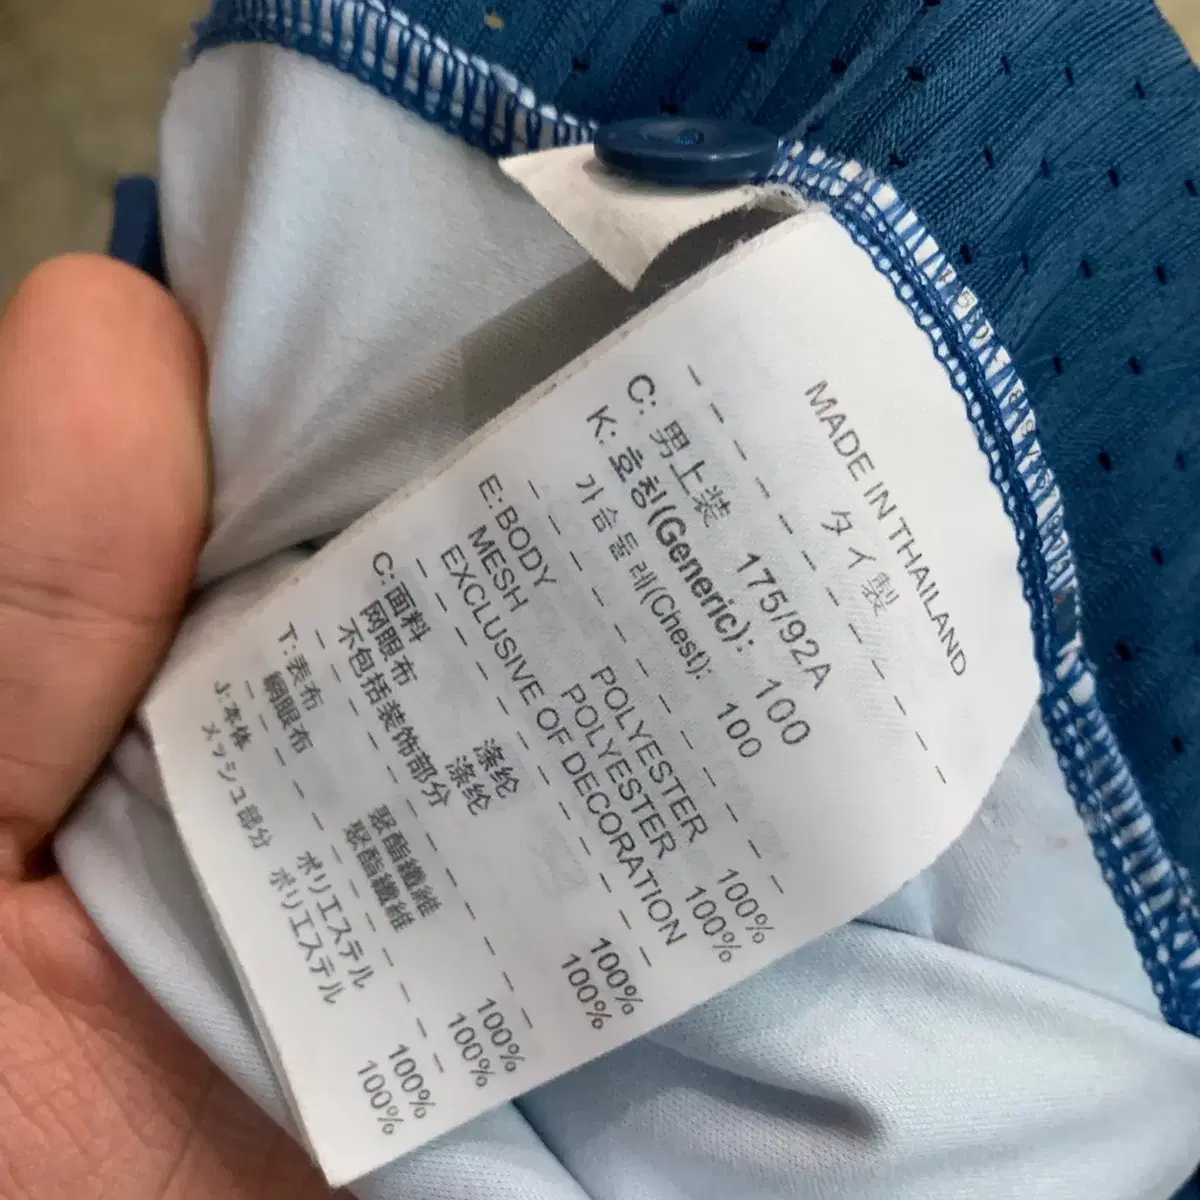 MADE IN THAILAND
タイ製
C: 男上装 175/92A
K: 호칭(Generic): 100
가슴둘레(Chest): 100
E: BODY POLYESTER 100%
MESH POLYESTER 100%
EXCLUSIVE OF DECORATION
C: 面料 涤纶 100%
网眼布 涤纶 100%
不包括装饰部分
T: 表布 聚酯纖維 100%
網眼布 聚酯纖維 100%
J: 本体 ポリエステル 100%
メッシュ部分 ポリエステル 100%